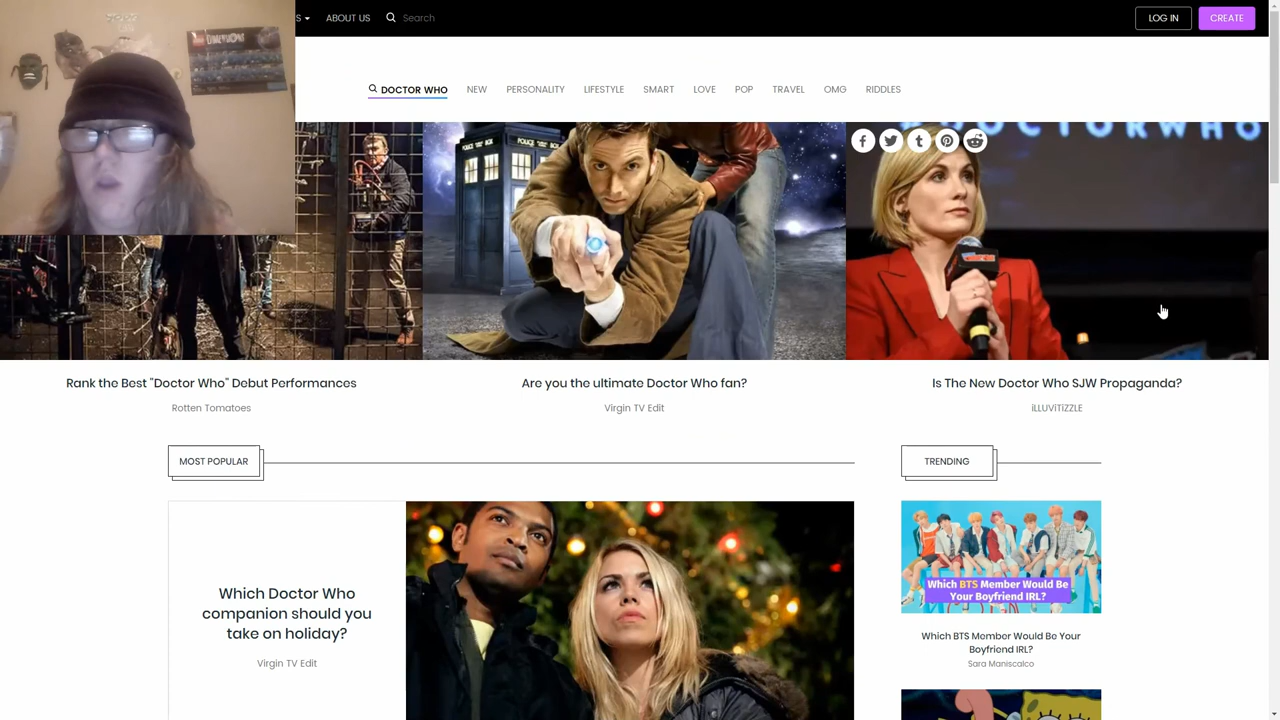 S
ABOUT US
Search
LOG IN
CREATE
DOCTOR WHO
NEW
PERSONALITY
LIFESTYLE
SMART
LOVE
POP
TRAVEL
OMG
RIDDLES
DIMENSIONS
POLICE BOX
DOCTORWHO
Rank the Best "Doctor Who" Debut Performances
Rotten Tomatoes
Are you the ultimate Doctor Who fan?
Virgin TV Edit
Is The New Doctor Who SJW Propaganda?
iLLUViTiZZLE
MOST POPULAR
TRENDING
Which Doctor Who
companion should you
take on holiday?
Virgin TV Edit
Which BTS Member Would Be
Your Boyfriend IRL?
Which BTS Member Would Be Your
Boyfriend IRL?
Sara Maniscalco